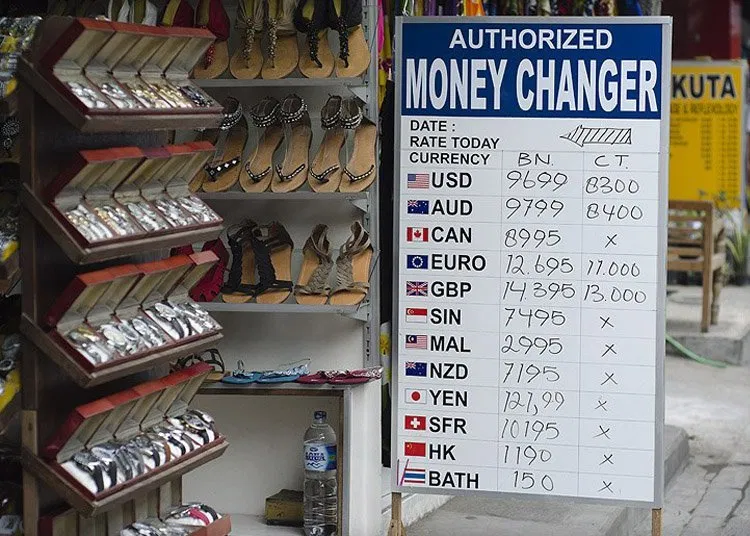 AUTHORIZED
MONEY CHANGER
DATE :
RATE TODAY
CURRENCY BN. CT.
USD 9699 8300
AUD 9799 8400
CAN 8995 x
EURO 12.695 11.000
GBP 14.395 13.000
SIN 7495 x
MAL 2995 x
NZD 7195 x
YEN 121,99 x
SFR 10195 x
HK 1190 x
BATH 150 x
KUTA
& REFLEXOLOGY
AQUA